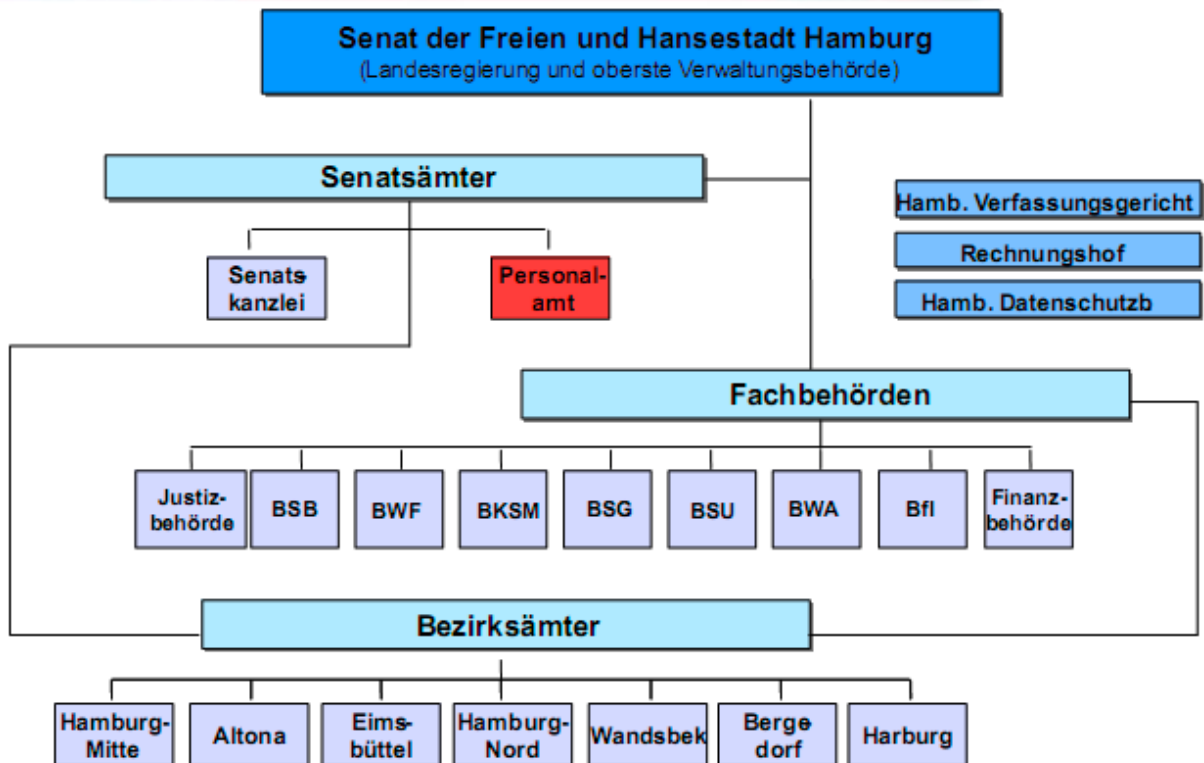 Senat der Freien und Hansestadt Hamburg
(Landesregierung und oberste Verwaltungsbehörde)
Senatsämter
Hamb. Verfassungsgericht
Rechnungshof
Hamb. Datenschutzb
Senats-
kanzlei
Personal-
amt
Fachbehörden
Justiz-
behörde
BSB
BWF
BKSM
BSG
BSU
BWA
BfI
Finanz-
behörde
Bezirksämter
Hamburg-
Mitte
Altona
Eims-
büttel
Hamburg-
Nord
Wandsbek
Berge-
dorf
Harburg